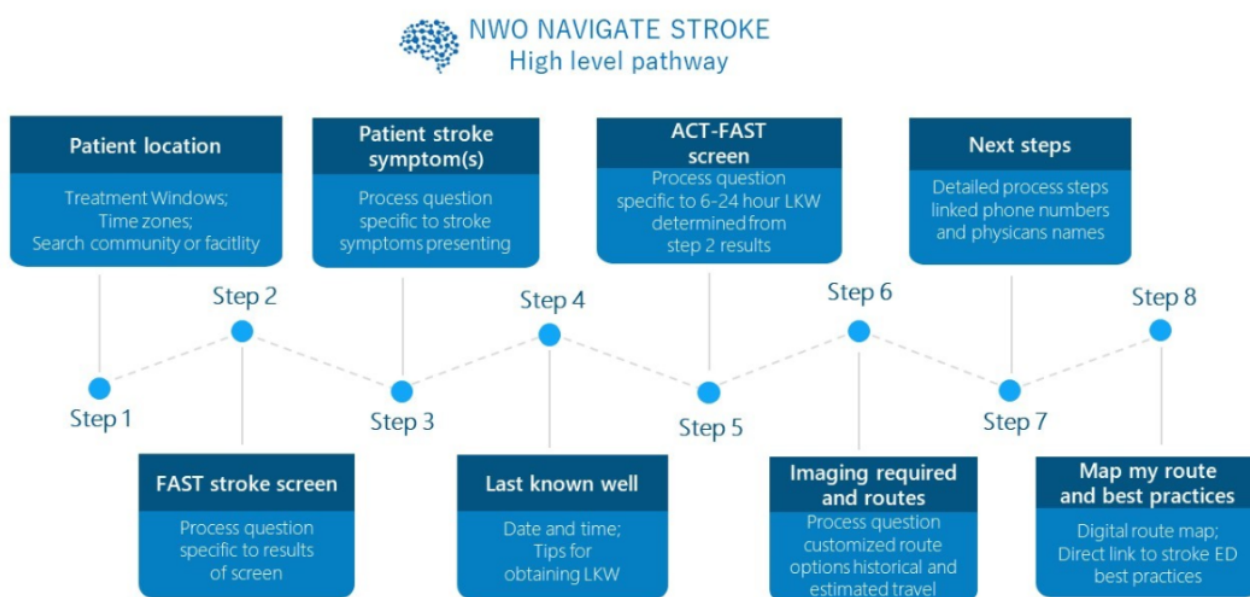 NWO NAVIGATE STROKE
High level pathway
Patient location
Treatment Windows;
Time zones;
Search community or facitlity
Patient stroke
symptom(s)
Process question
specific to stroke
symptoms presenting
ACT-FAST
screen
Process question
specific to 6-24 hour LKW
determined from
step 2 results
Next steps
Detailed process steps
linked phone numbers
and physicans names
Step 1
Step 2
Step 3
Step 4
Step 5
Step 6
Step 7
Step 8
FAST stroke screen
Process question
specific to results
of screen
Last known well
Date and time;
Tips for
obtaining LKW
Imaging required
and routes
Process question
customized route
options historical and
estimated travel
Map my route
and best practices
Digital route map;
Direct link to stroke ED
best practices